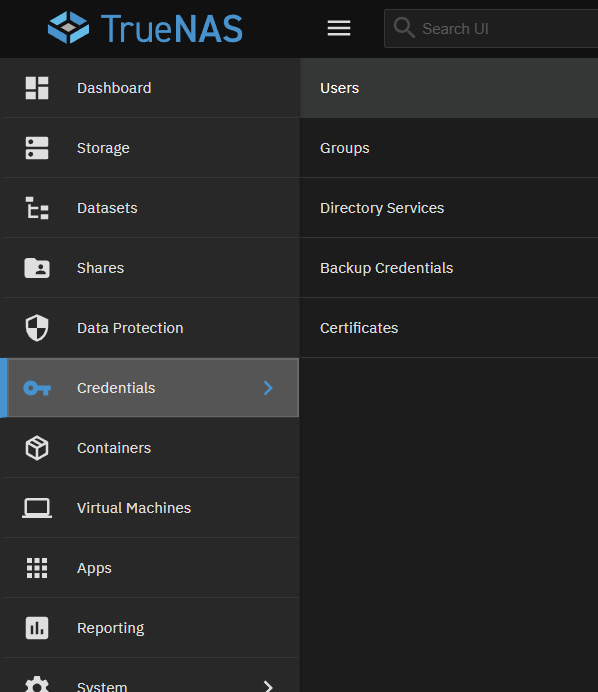 TrueNAS
Search UI
Dashboard
Storage
Datasets
Shares
Data Protection
Credentials
Containers
Virtual Machines
Apps
Reporting
System
Users
Groups
Directory Services
Backup Credentials
Certificates